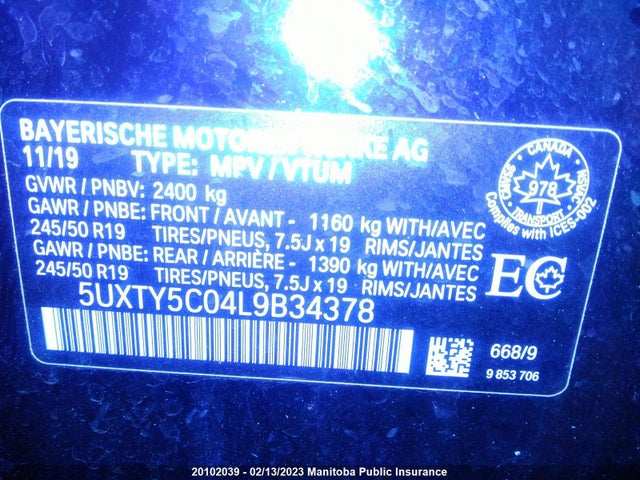 BAYERISCHE MOTOREN WERKE AG
11/19 TYPE: MPV / VTUM
GVWR / PNBV: 2400 kg
GAWR / PNBE: FRONT / AVANT - 1160 kg WITH/AVEC
245/50 R19 TIRES/PNEUS, 7.5J x 19 RIMS/JANTES
GAWR / PNBE: REAR / ARRIÈRE - 1390 kg WITH/AVEC
245/50 R19 TIRES/PNEUS, 7.5J x 19 RIMS/JANTES
5UXTY5C04L9B34378
CANADA
978
TRANSPORT
Complies with ICES-002
EC
668/9
9 853 706
20102039 - 02/13/2023 Manitoba Public Insurance